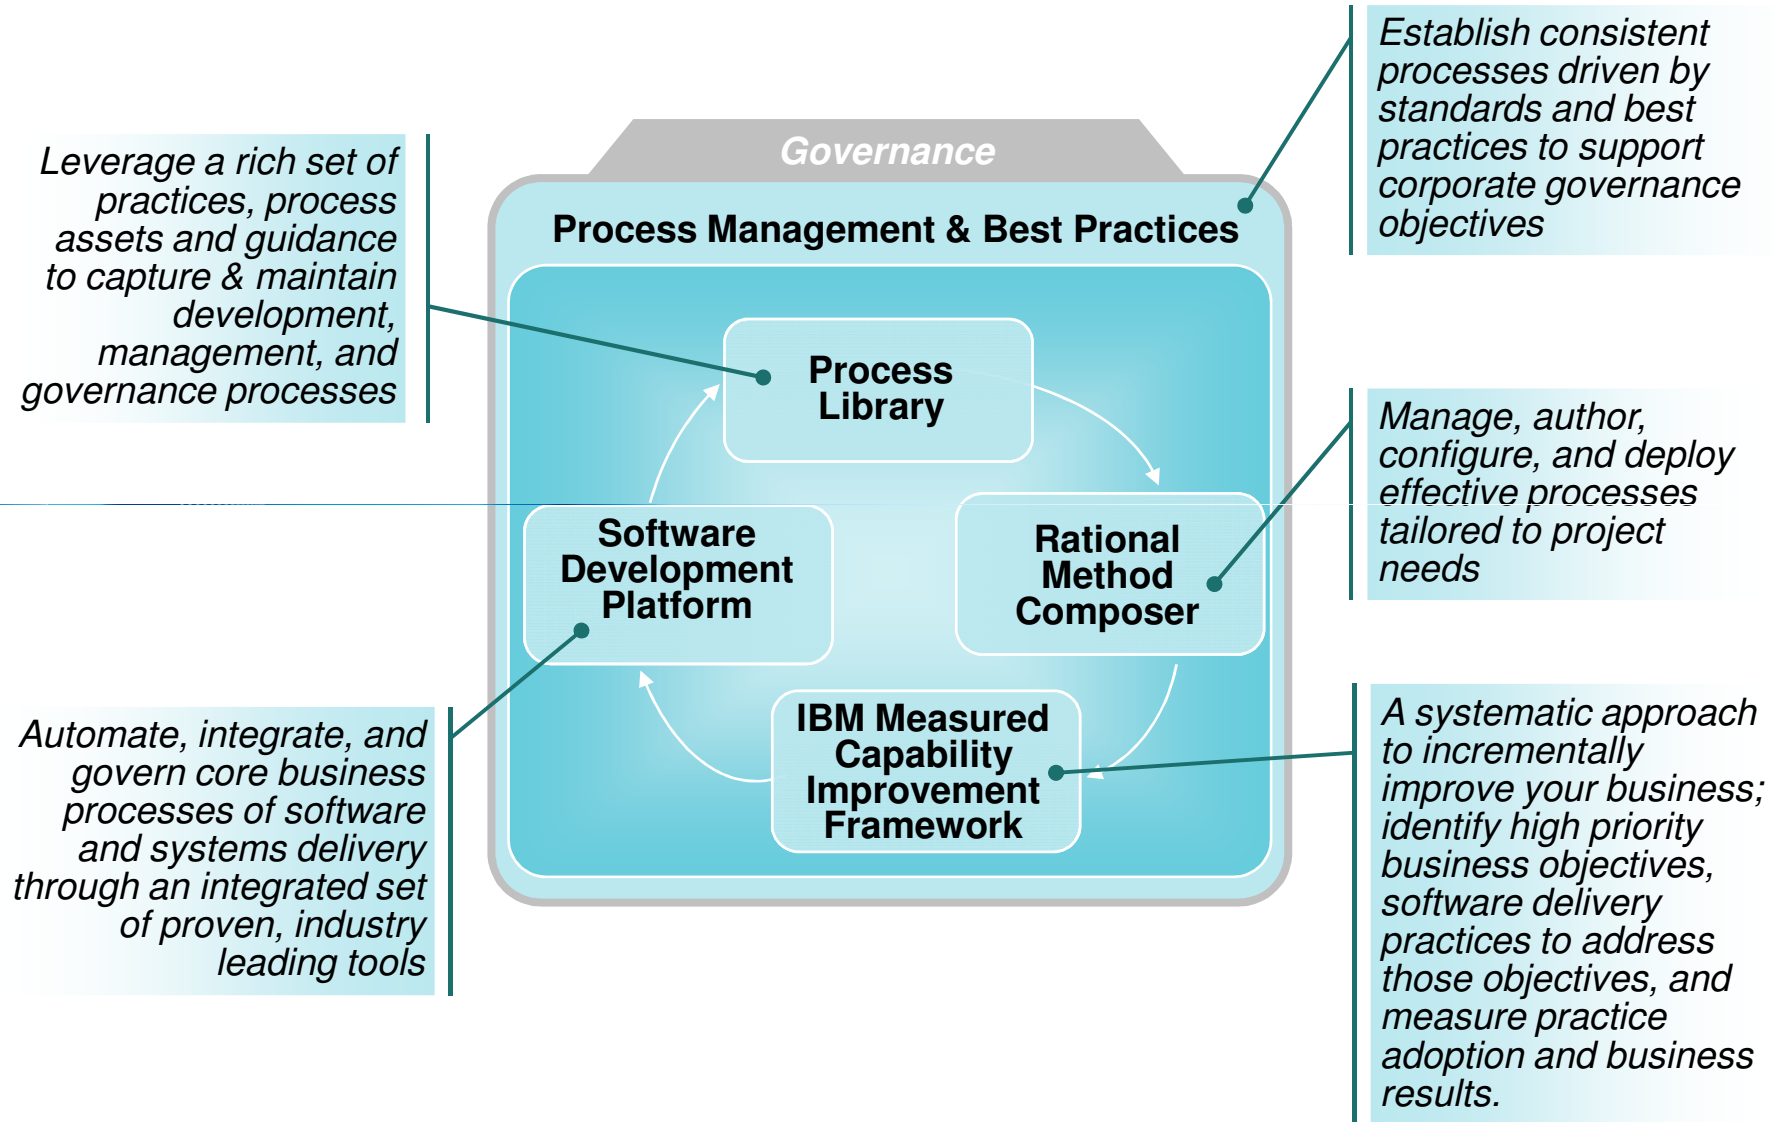 Governance
Process Management & Best Practices
Establish consistent
processes driven by
standards and best
practices to support
corporate governance
objectives
Leverage a rich set of
practices, process
assets and guidance
to capture & maintain
development,
management, and
governance processes
Process
Library
Manage, author,
configure, and deploy
effective processes
tailored to project
needs
Software
Development
Platform
Rational
Method
Composer
IBM Measured
Capability
Improvement
Framework
Automate, integrate, and
govern core business
processes of software
and systems delivery
through an integrated set
of proven, industry
leading tools
A systematic approach
to incrementally
improve your business;
identify high priority
business objectives,
software delivery
practices to address
those objectives, and
measure practice
adoption and business
results.